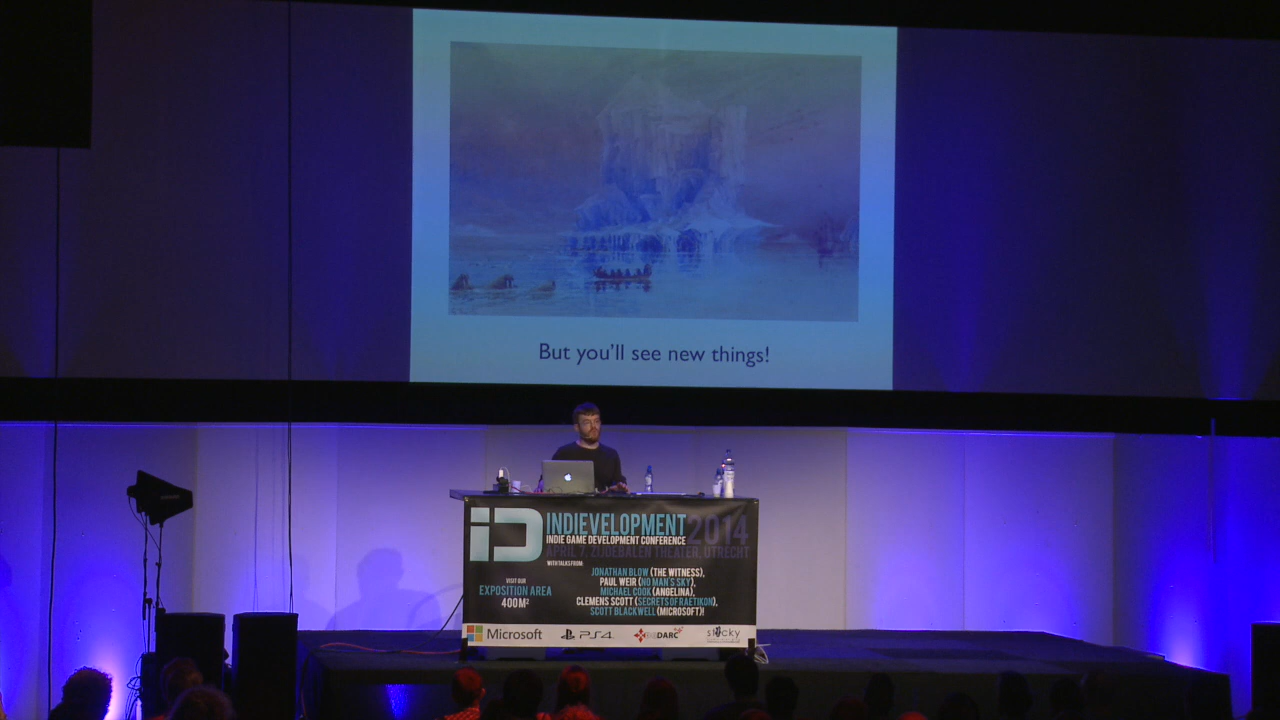 But you'll see new things!
iD INDIEVELOPMENT 2014
INDIE GAME DEVELOPMENT CONFERENCE
APRIL 7, ZIJDEBALEN THEATER, UTRECHT
WITH TALKS FROM:
JONATHAN BLOW (THE WITNESS),
PAUL WEIR (NO MAN'S SKY),
MICHAEL COOK (ANGELINA),
CLEMENS SCOTT (SECRETS OF RAETIKON),
SCOTT BLACKWELL (MICROSOFT)!
VISIT OUR
EXPOSITION AREA
400M²
Microsoft
PS4